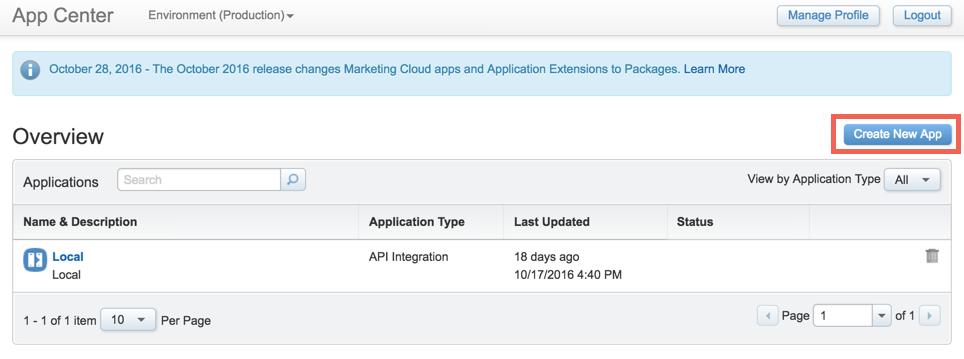 App Center Environment (Production) Manage Profile Logout
October 28, 2016 - The October 2016 release changes Marketing Cloud apps and Application Extensions to Packages. Learn More
Overview Create New App
Applications Search View by Application Type All
Name & Description Application Type Last Updated Status
Local API Integration 18 days ago
Local 10/17/2016 4:40 PM
1 - 1 of 1 item 10 Per Page Page 1 of 1